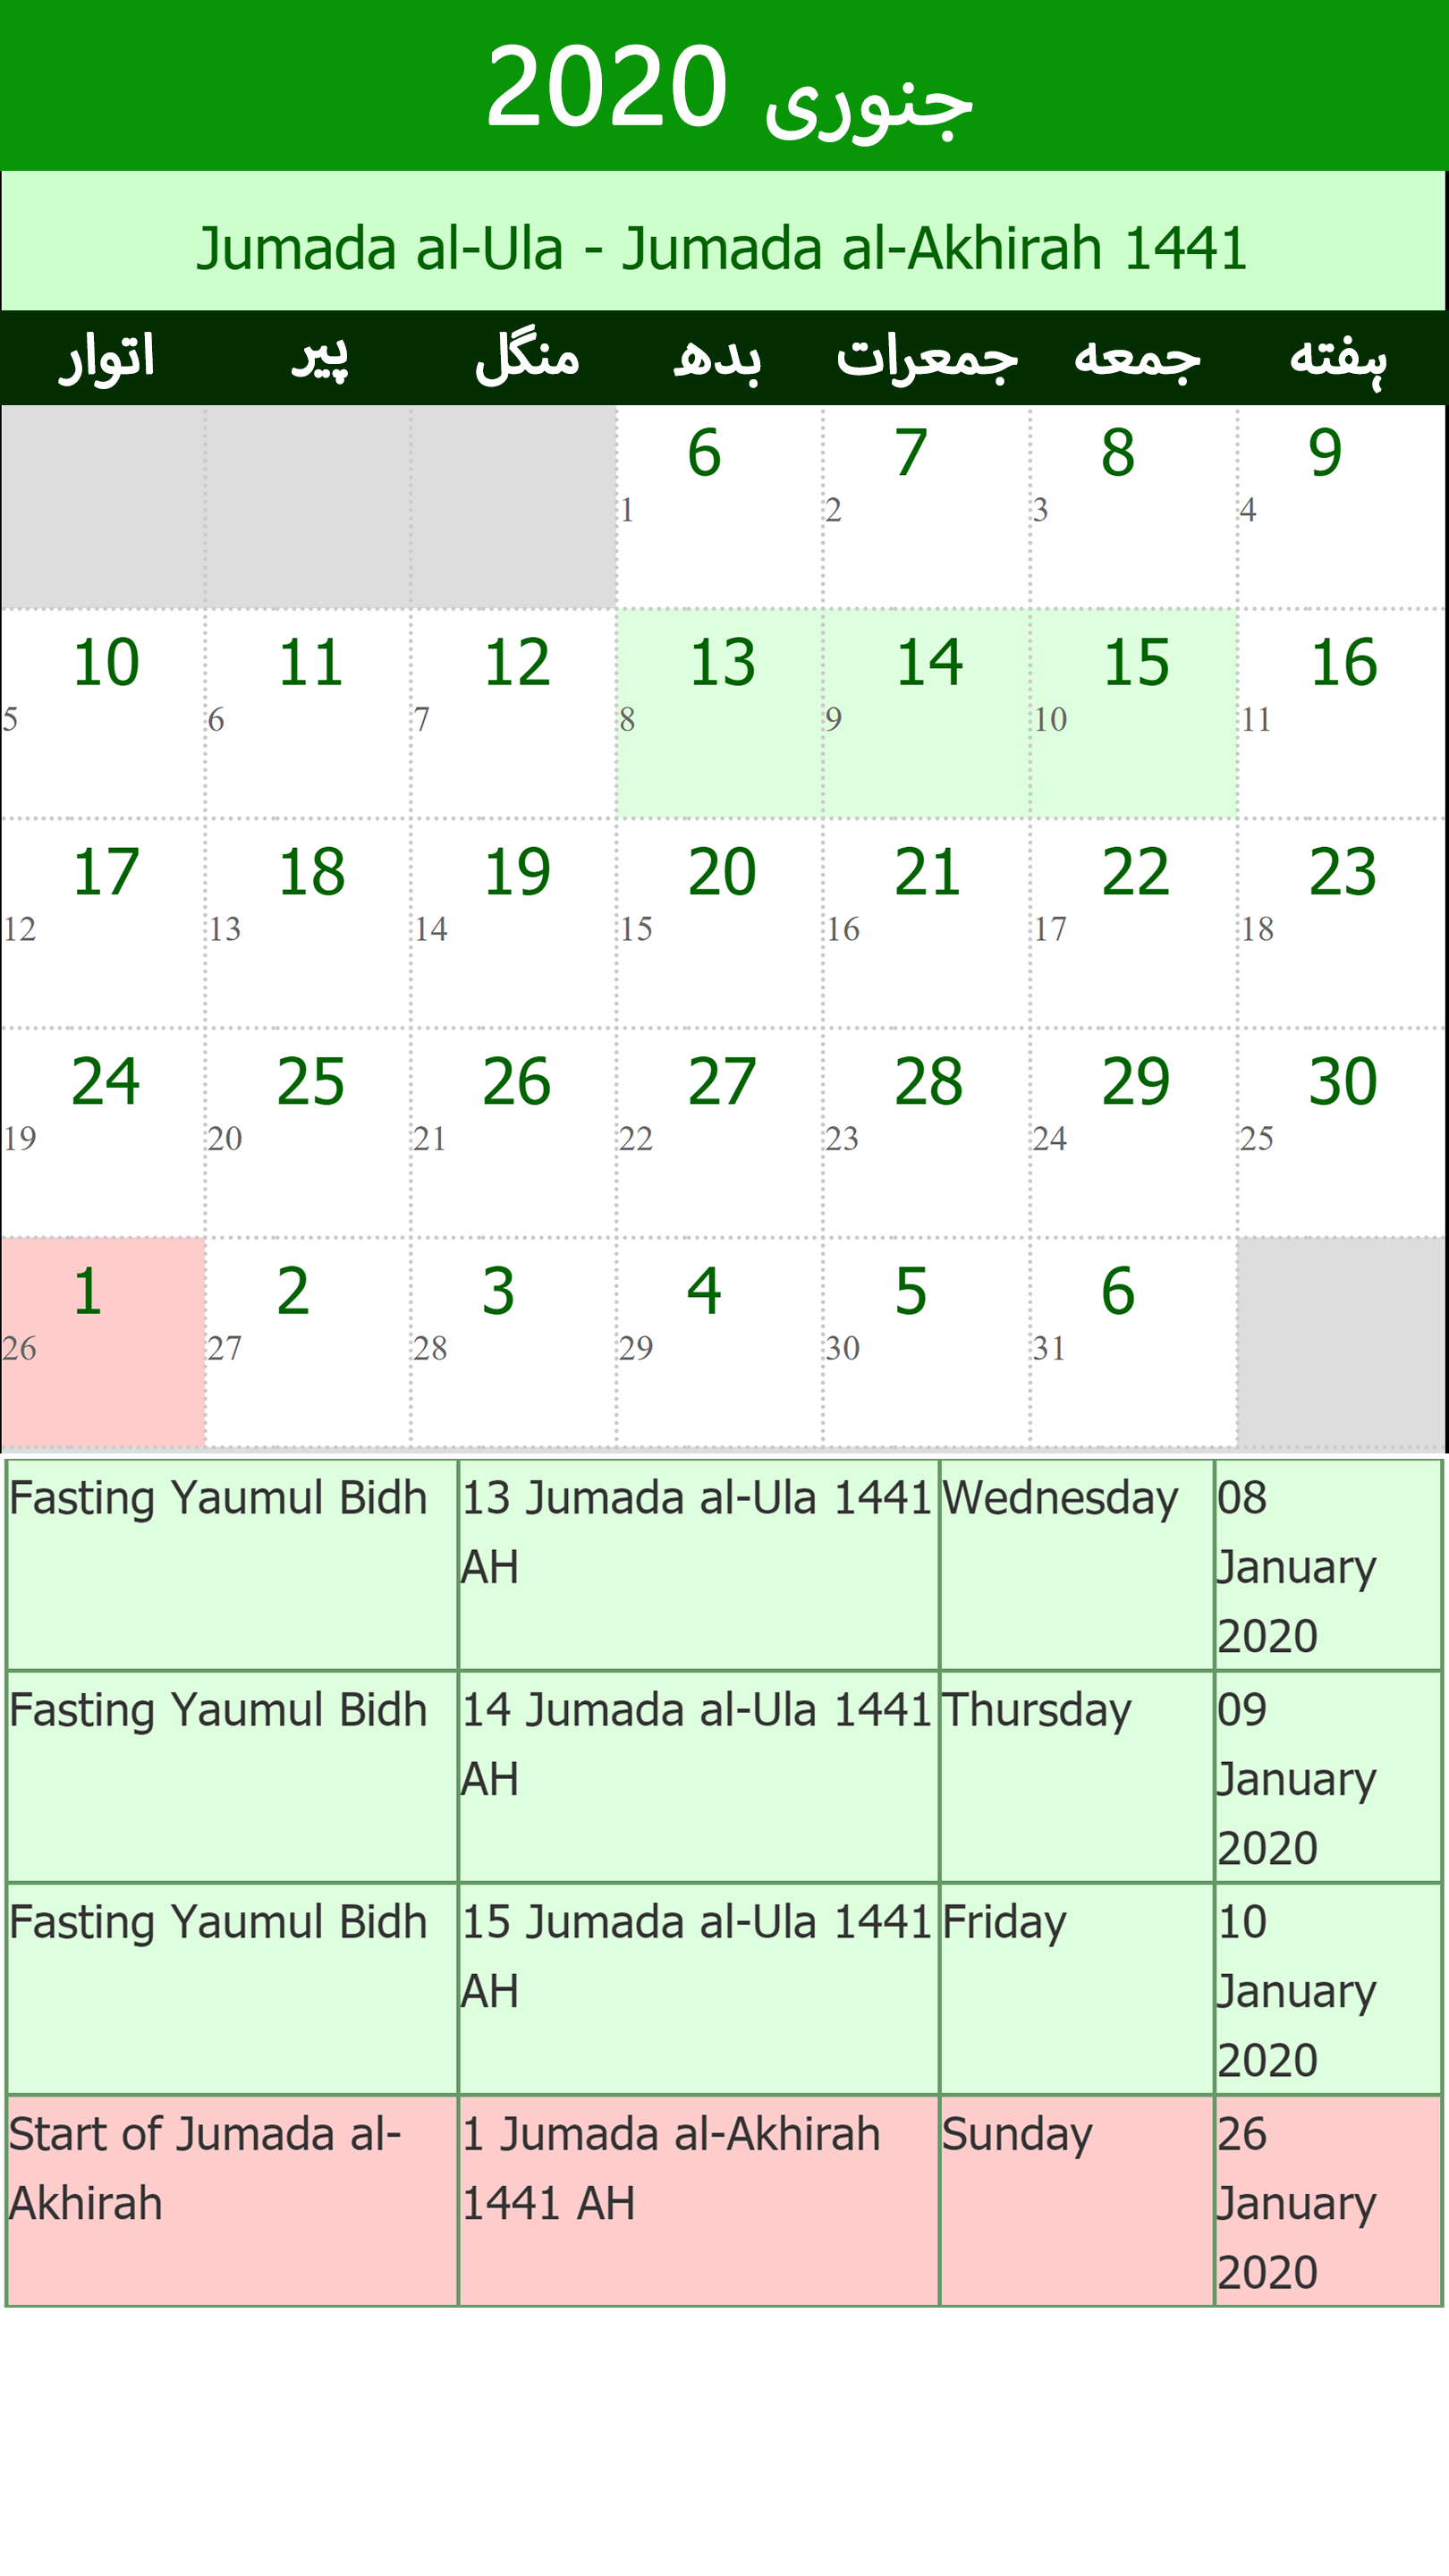 جنوری 2020
Jumada al-Ula - Jumada al-Akhirah 1441
اتوار پیر منگل بدھ جمعرات جمعه ہفته
6 7 8 9
1 2 3 4
10 11 12 13 14 15 16
5 6 7 8 9 10 11
17 18 19 20 21 22 23
12 13 14 15 16 17 18
24 25 26 27 28 29 30
19 20 21 22 23 24 25
1 2 3 4 5 6
26 27 28 29 30 31
Fasting Yaumul Bidh 13 Jumada al-Ula 1441 Wednesday 08
AH January
2020
Fasting Yaumul Bidh 14 Jumada al-Ula 1441 Thursday 09
AH January
2020
Fasting Yaumul Bidh 15 Jumada al-Ula 1441 Friday 10
AH January
2020
Start of Jumada al- 1 Jumada al-Akhirah Sunday 26
Akhirah 1441 AH January
2020